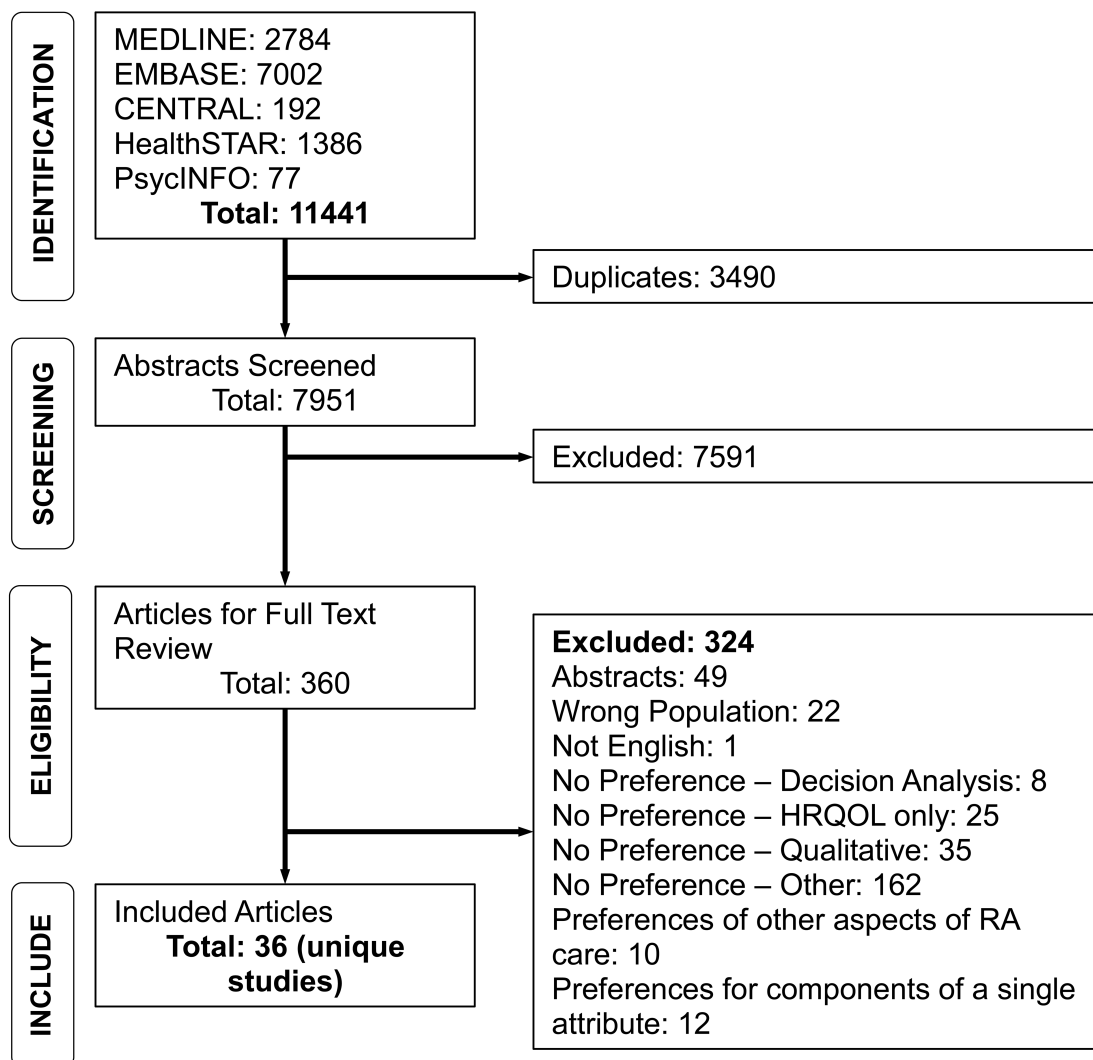 IDENTIFICATION
MEDLINE: 2784
EMBASE: 7002
CENTRAL: 192
HealthSTAR: 1386
PsycINFO: 77
Total: 11441
Duplicates: 3490
SCREENING
Abstracts Screened
Total: 7951
Excluded: 7591
ELIGIBILITY
Articles for Full Text
Review
Total: 360
Excluded: 324
Abstracts: 49
Wrong Population: 22
Not English: 1
No Preference – Decision Analysis: 8
No Preference – HRQOL only: 25
No Preference – Qualitative: 35
No Preference – Other: 162
Preferences of other aspects of RA
care: 10
Preferences for components of a single
attribute: 12
INCLUDE
Included Articles
Total: 36 (unique
studies)